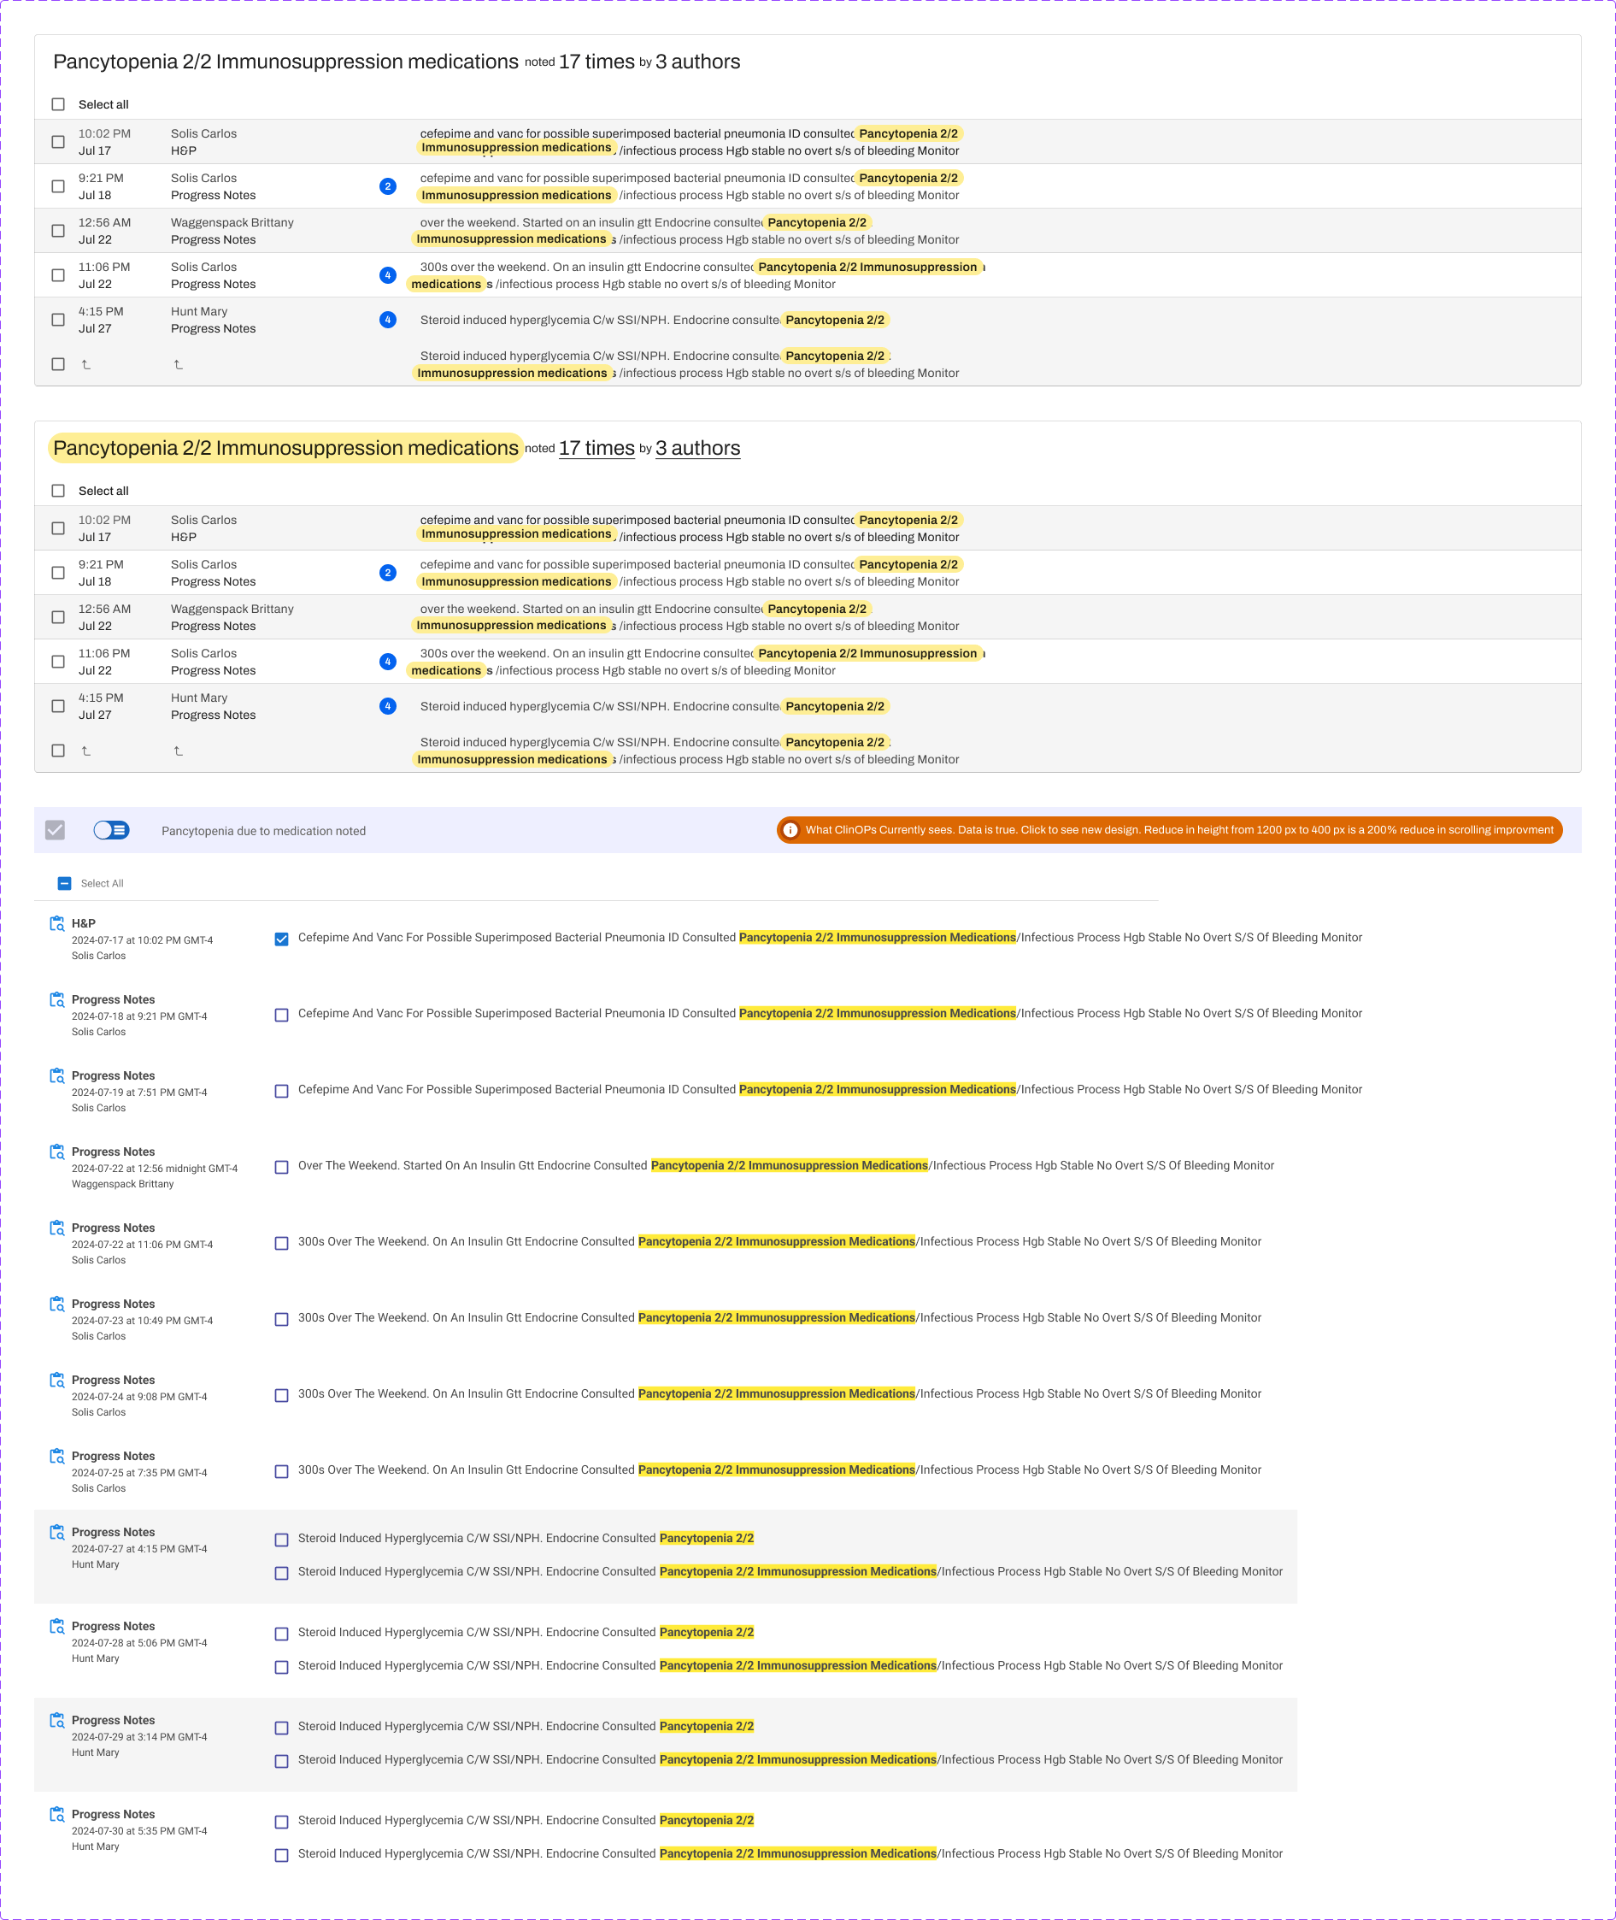 Pancytopenia 2/2 Immunosuppression medications noted 17 times by 3 authors
Select all
10:02 PM Solis Carlos cefepime and vanc for possible superimposed bacterial pneumonia ID consulted Pancytopenia 2/2
Jul 17 H&P Immunosuppression medications /infectious process Hgb stable no overt s/s of bleeding Monitor
9:21 PM Solis Carlos 2 cefepime and vanc for possible superimposed bacterial pneumonia ID consulted Pancytopenia 2/2
Jul 18 Progress Notes Immunosuppression medications /infectious process Hgb stable no overt s/s of bleeding Monitor
12:56 AM Waggenspack Brittany over the weekend. Started on an insulin gtt Endocrine consulted Pancytopenia 2/2
Jul 22 Progress Notes Immunosuppression medications s /infectious process Hgb stable no overt s/s of bleeding Monitor
11:06 PM Solis Carlos 4 300s over the weekend. On an insulin gtt Endocrine consulted Pancytopenia 2/2 Immunosuppression
Jul 22 Progress Notes medications s /infectious process Hgb stable no overt s/s of bleeding Monitor
4:15 PM Hunt Mary 4 Steroid induced hyperglycemia C/w SSI/NPH. Endocrine consulte Pancytopenia 2/2
Jul 27 Progress Notes
Steroid induced hyperglycemia C/w SSI/NPH. Endocrine consulte Pancytopenia 2/2
Immunosuppression medications s /infectious process Hgb stable no overt s/s of bleeding Monitor
Pancytopenia 2/2 Immunosuppression medications noted 17 times by 3 authors
Select all
10:02 PM Solis Carlos cefepime and vanc for possible superimposed bacterial pneumonia ID consulted Pancytopenia 2/2
Jul 17 H&P Immunosuppression medications /infectious process Hgb stable no overt s/s of bleeding Monitor
9:21 PM Solis Carlos 2 cefepime and vanc for possible superimposed bacterial pneumonia ID consulted Pancytopenia 2/2
Jul 18 Progress Notes Immunosuppression medications /infectious process Hgb stable no overt s/s of bleeding Monitor
12:56 AM Waggenspack Brittany over the weekend. Started on an insulin gtt Endocrine consulted Pancytopenia 2/2
Jul 22 Progress Notes Immunosuppression medications s /infectious process Hgb stable no overt s/s of bleeding Monitor
11:06 PM Solis Carlos 4 300s over the weekend. On an insulin gtt Endocrine consulted Pancytopenia 2/2 Immunosuppression
Jul 22 Progress Notes medications s /infectious process Hgb stable no overt s/s of bleeding Monitor
4:15 PM Hunt Mary 4 Steroid induced hyperglycemia C/w SSI/NPH. Endocrine consulte Pancytopenia 2/2
Jul 27 Progress Notes
Steroid induced hyperglycemia C/w SSI/NPH. Endocrine consulte Pancytopenia 2/2
Immunosuppression medications s /infectious process Hgb stable no overt s/s of bleeding Monitor
Pancytopenia due to medication noted What ClinOPs Currently sees. Data is true. Click to see new design. Reduce in height from 1200 px to 400 px is a 200% reduce in scrolling improvment
Select All
H&P
2024-07-17 at 10:02 PM GMT-4
Solis Carlos
Cefepime And Vanc For Possible Superimposed Bacterial Pneumonia ID Consulted Pancytopenia 2/2 Immunosuppression Medications/Infectious Process Hgb Stable No Overt S/S Of Bleeding Monitor
Progress Notes
2024-07-18 at 9:21 PM GMT-4
Solis Carlos
Cefepime And Vanc For Possible Superimposed Bacterial Pneumonia ID Consulted Pancytopenia 2/2 Immunosuppression Medications/Infectious Process Hgb Stable No Overt S/S Of Bleeding Monitor
Progress Notes
2024-07-19 at 7:51 PM GMT-4
Solis Carlos
Cefepime And Vanc For Possible Superimposed Bacterial Pneumonia ID Consulted Pancytopenia 2/2 Immunosuppression Medications/Infectious Process Hgb Stable No Overt S/S Of Bleeding Monitor
Progress Notes
2024-07-22 at 12:56 midnight GMT-4
Waggenspack Brittany
Over The Weekend. Started On An Insulin Gtt Endocrine Consulted Pancytopenia 2/2 Immunosuppression Medications/Infectious Process Hgb Stable No Overt S/S Of Bleeding Monitor
Progress Notes
2024-07-22 at 11:06 PM GMT-4
Solis Carlos
300s Over The Weekend. On An Insulin Gtt Endocrine Consulted Pancytopenia 2/2 Immunosuppression Medications/Infectious Process Hgb Stable No Overt S/S Of Bleeding Monitor
Progress Notes
2024-07-23 at 10:49 PM GMT-4
Solis Carlos
300s Over The Weekend. On An Insulin Gtt Endocrine Consulted Pancytopenia 2/2 Immunosuppression Medications/Infectious Process Hgb Stable No Overt S/S Of Bleeding Monitor
Progress Notes
2024-07-24 at 9:08 PM GMT-4
Solis Carlos
300s Over The Weekend. On An Insulin Gtt Endocrine Consulted Pancytopenia 2/2 Immunosuppression Medications/Infectious Process Hgb Stable No Overt S/S Of Bleeding Monitor
Progress Notes
2024-07-25 at 7:35 PM GMT-4
Solis Carlos
300s Over The Weekend. On An Insulin Gtt Endocrine Consulted Pancytopenia 2/2 Immunosuppression Medications/Infectious Process Hgb Stable No Overt S/S Of Bleeding Monitor
Progress Notes
2024-07-27 at 4:15 PM GMT-4
Hunt Mary
Steroid Induced Hyperglycemia C/W SSI/NPH. Endocrine Consulted Pancytopenia 2/2
Steroid Induced Hyperglycemia C/W SSI/NPH. Endocrine Consulted Pancytopenia 2/2 Immunosuppression Medications/Infectious Process Hgb Stable No Overt S/S Of Bleeding Monitor
Progress Notes
2024-07-28 at 5:06 PM GMT-4
Hunt Mary
Steroid Induced Hyperglycemia C/W SSI/NPH. Endocrine Consulted Pancytopenia 2/2
Steroid Induced Hyperglycemia C/W SSI/NPH. Endocrine Consulted Pancytopenia 2/2 Immunosuppression Medications/Infectious Process Hgb Stable No Overt S/S Of Bleeding Monitor
Progress Notes
2024-07-29 at 3:14 PM GMT-4
Hunt Mary
Steroid Induced Hyperglycemia C/W SSI/NPH. Endocrine Consulted Pancytopenia 2/2
Steroid Induced Hyperglycemia C/W SSI/NPH. Endocrine Consulted Pancytopenia 2/2 Immunosuppression Medications/Infectious Process Hgb Stable No Overt S/S Of Bleeding Monitor
Progress Notes
2024-07-30 at 5:35 PM GMT-4
Hunt Mary
Steroid Induced Hyperglycemia C/W SSI/NPH. Endocrine Consulted Pancytopenia 2/2
Steroid Induced Hyperglycemia C/W SSI/NPH. Endocrine Consulted Pancytopenia 2/2 Immunosuppression Medications/Infectious Process Hgb Stable No Overt S/S Of Bleeding Monitor